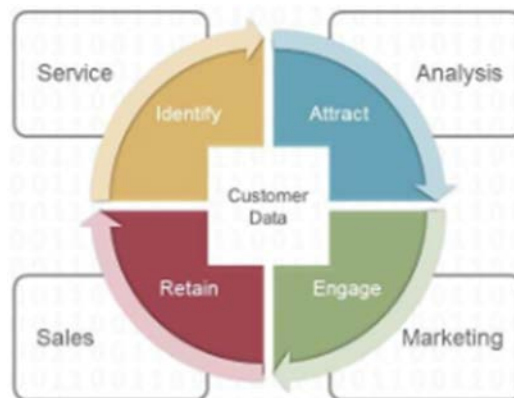 Service
Analysis
Identify
Attract
Customer
Data
Retain
Engage
Sales
Marketing